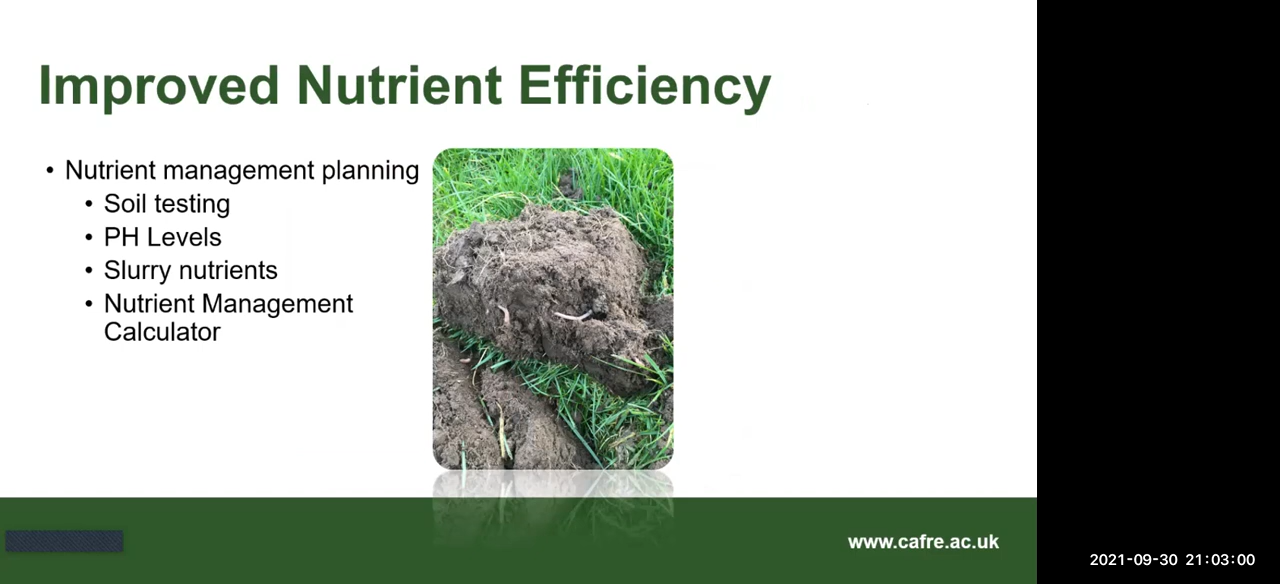 Improved Nutrient Efficiency
• Nutrient management planning
• Soil testing
• PH Levels
• Slurry nutrients
• Nutrient Management
Calculator
www.cafre.ac.uk
2021-09-30 21:03:00